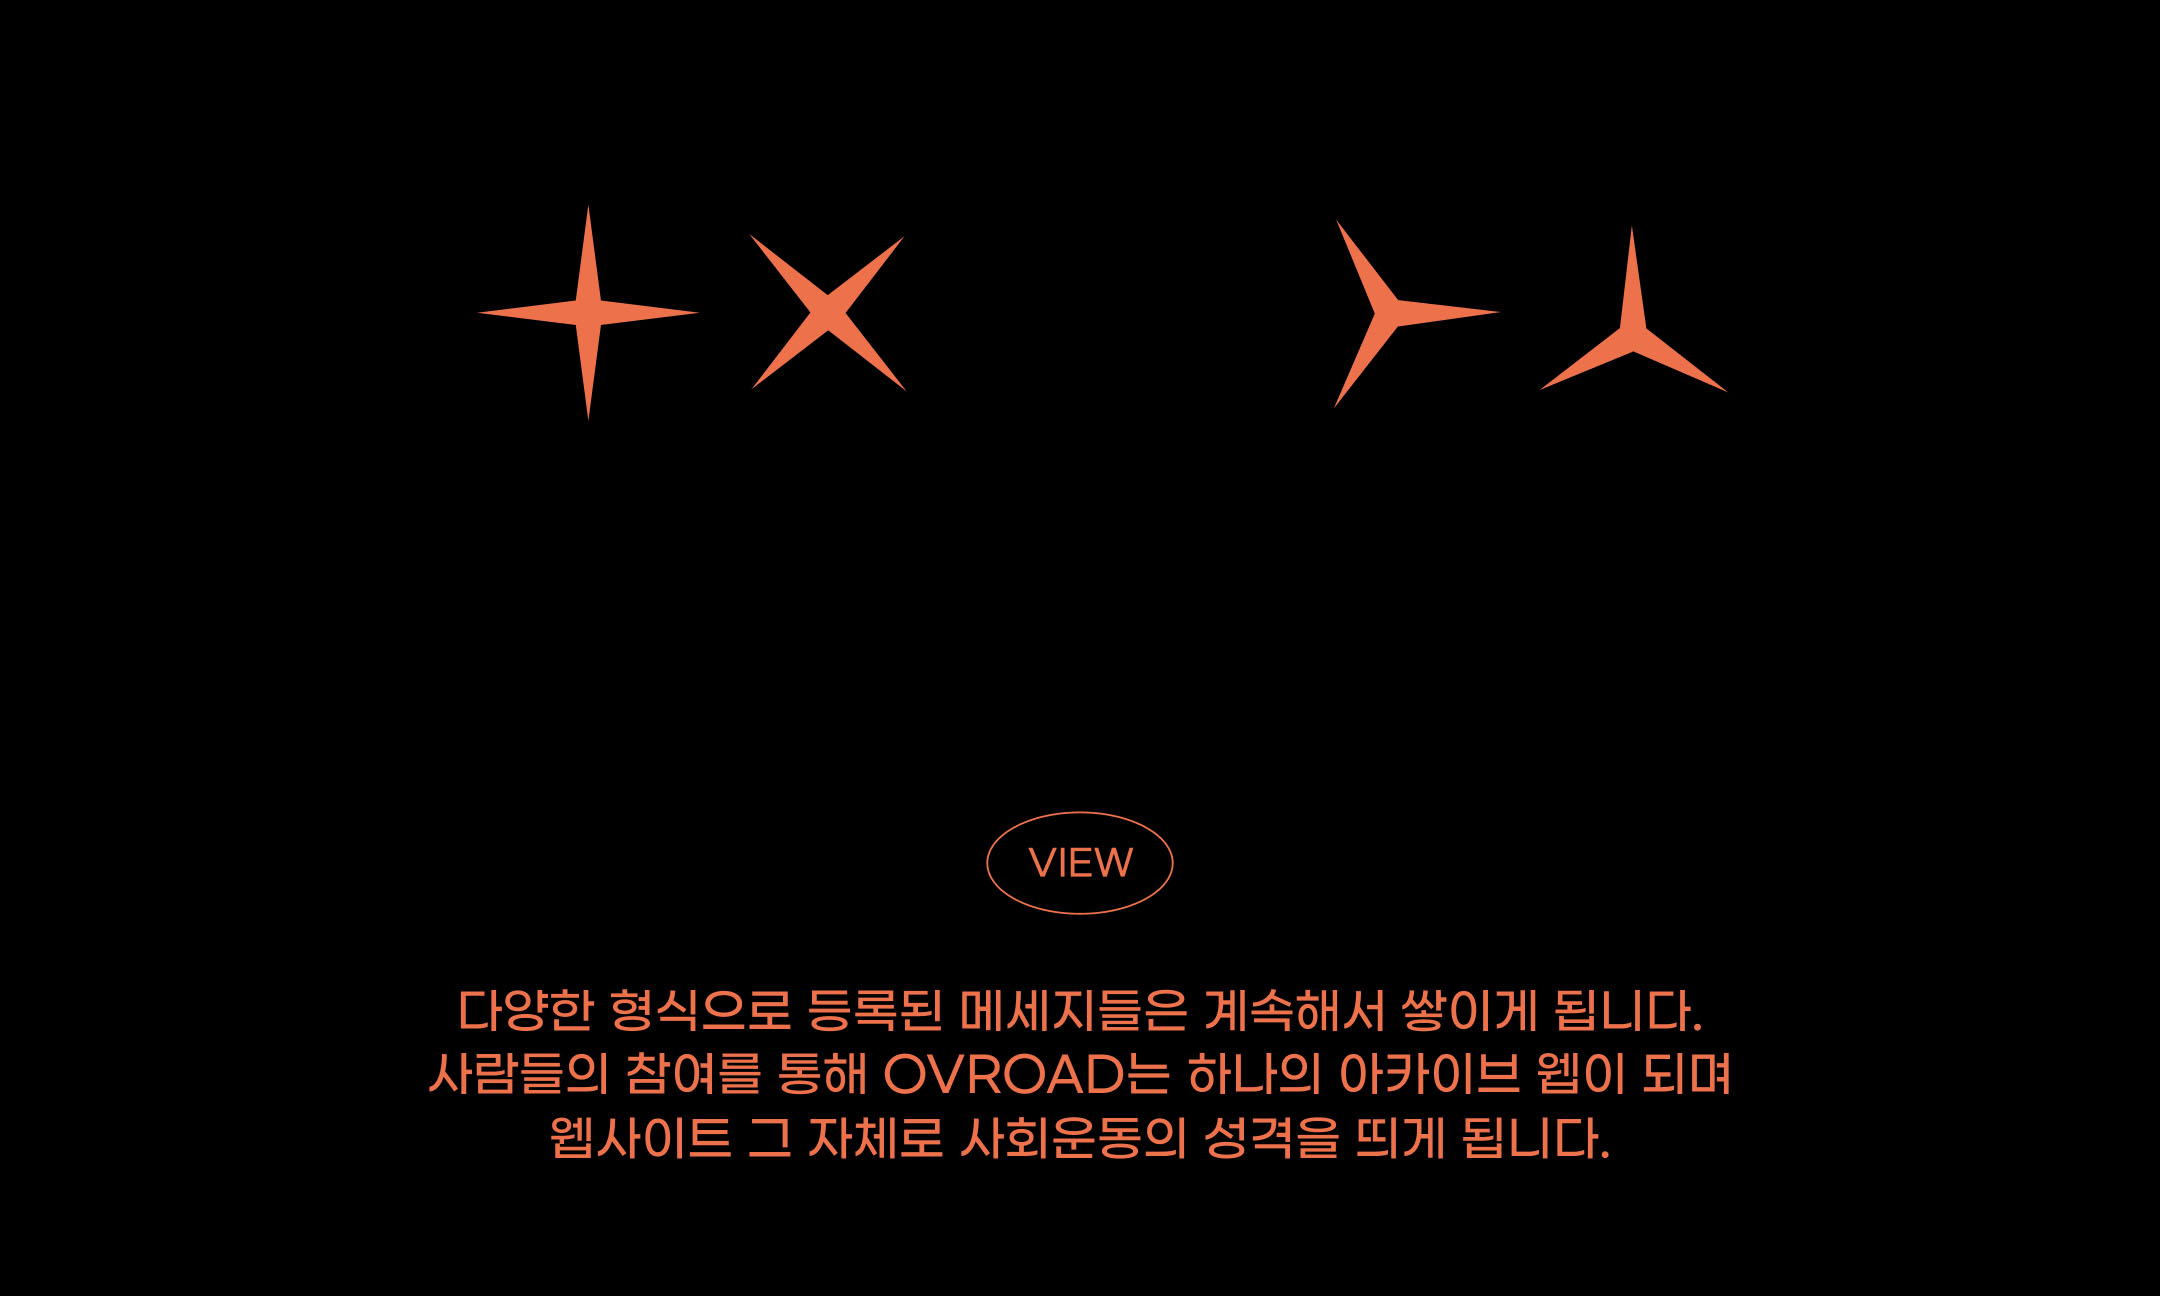 VIEW
다양한 형식으로 등록된 메세지들은 계속해서 쌓이게 됩니다.
사람들의 참여를 통해 OVROAD는 하나의 아카이브 웹이 되며
웹사이트 그 자체로 사회운동의 성격을 띄게 됩니다.